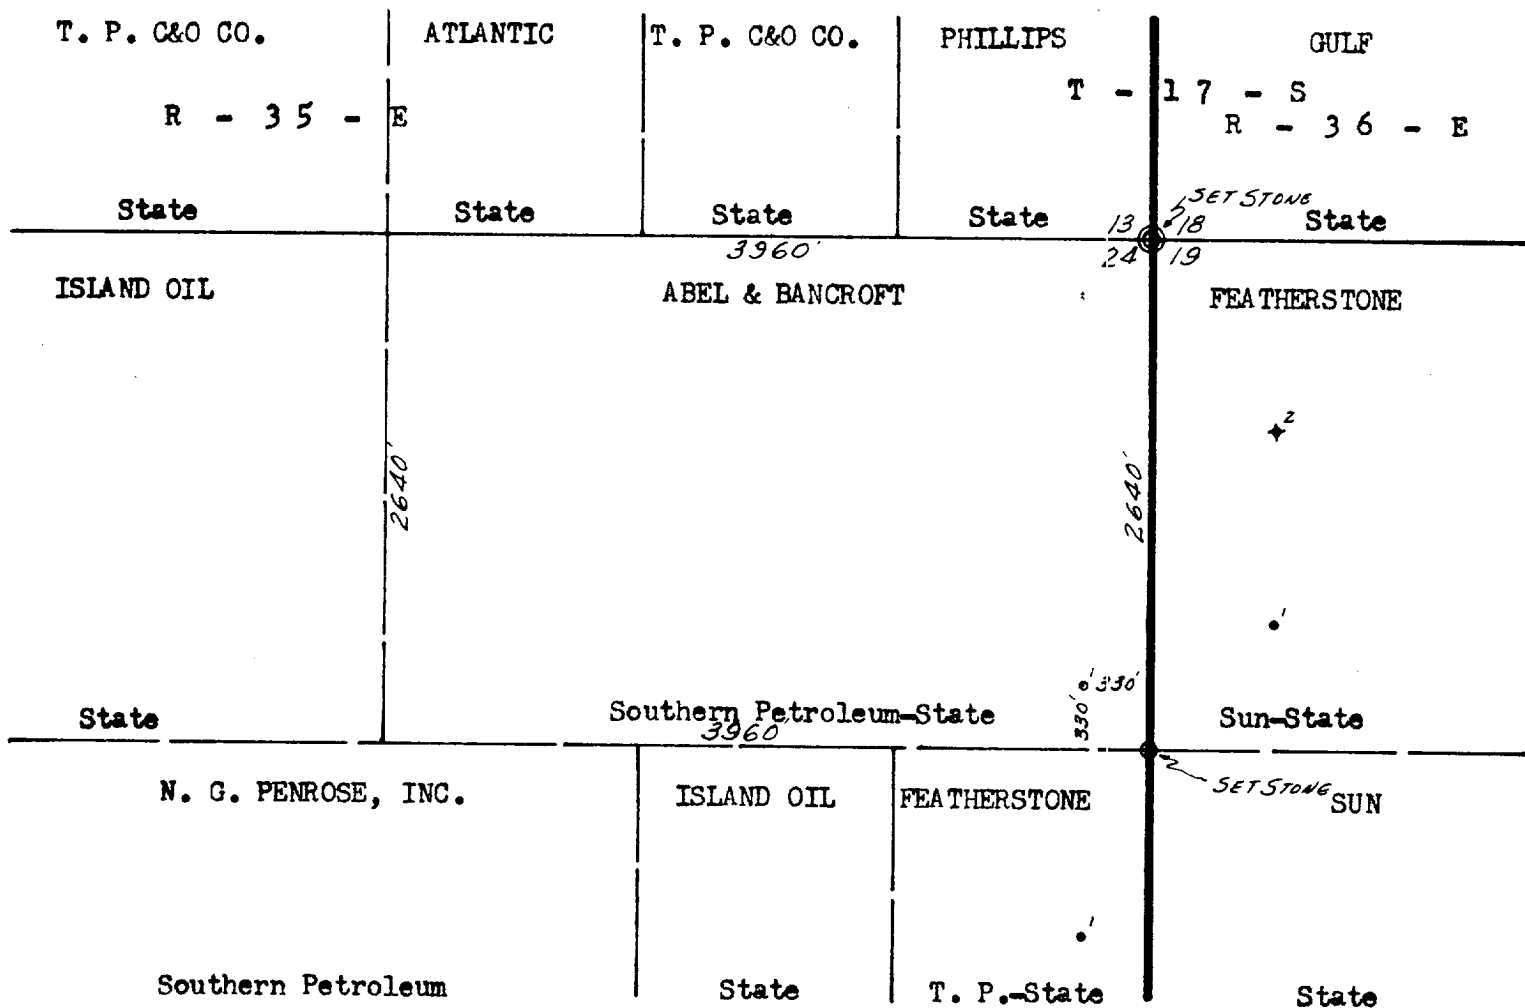 T. P. C&O CO. ATLANTIC T. P. C&O CO. PHILLIPS GULF
T - 17 - S
R - 35 - E R - 36 - E
State State State State SET STONE State
13 18
3960' 24 19
ISLAND OIL ABEL & BANCROFT FEATHERSTONE
2
2640' 2640'
1
1 330'
State Southern Petroleum-State 330' Sun-State
3960'
N. G. PENROSE, INC. ISLAND OIL FEATHERSTONE SET STONE SUN
1
Southern Petroleum State T. P.-State State